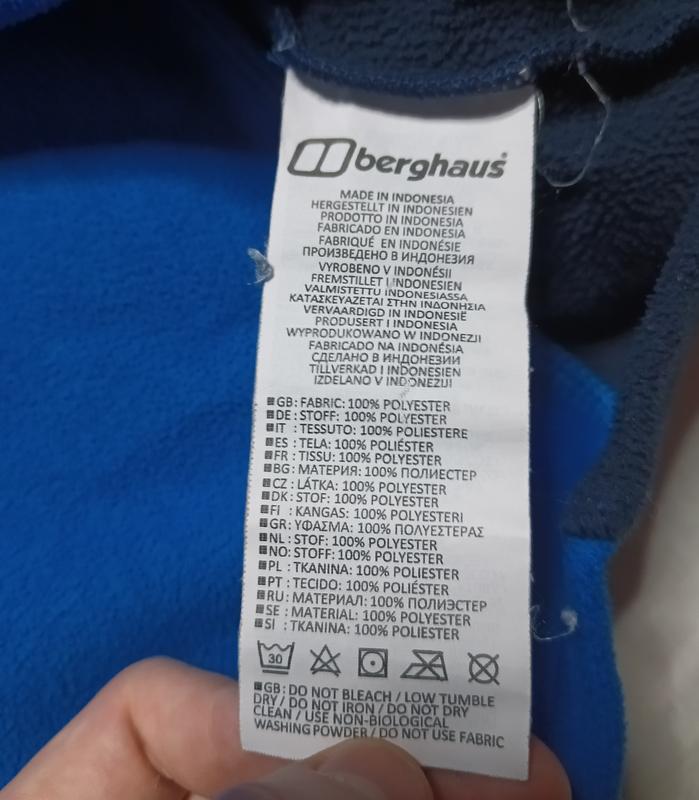 berghaus
MADE IN INDONESIA
HERGESTELLT IN INDONESIEN
PRODOTTO IN INDONESIA
FABRICADO EN INDONESIA
FABRIQUÉ EN INDONÉSIE
ПРОИЗВЕДЕНО В ИНДОНЕЗИЯ
VYROBENO V INDONÉSII
FREMSTILLET I INDONESIEN
VALMISTETTU INDONESIASSA
ΚΑΤΑΣΚΕΥΑΖΕΤΑΙ ΣΤΗΝ ΙΝΔΟΝΗΣΙΑ
VERVAARDIGD IN INDONESIË
PRODUSERT I INDONESIA
WYPRODUKOWANO W INDONEZJI
FABRICADO NA INDONÉSIA
СДЕЛАНО В ИНДОНЕЗИИ
TILLVERKAD I INDONESIEN
IZDELANO V INDONEZIJI
GB: FABRIC: 100% POLYESTER
DE : STOFF: 100% POLYESTER
IT : TESSUTO: 100% POLIESTERE
ES : TELA: 100% POLIÉSTER
FR : TISSU: 100% POLYESTER
BG: МАТЕРИЯ: 100% ПОЛИЕСТЕР
CZ : LÁTKA: 100% POLYESTER
DK: STOF: 100% POLYESTER
FI : KANGAS: 100% POLYESTERI
GR: ΥΦΑΣΜΑ: 100% ΠΟΛΥΕΣΤΕΡΑΣ
NL : STOF: 100% POLYESTER
NO: STOFF: 100% POLYESTER
PL : TKANINA: 100% POLIESTER
PT : TECIDO: 100% POLIÉSTER
RU: МАТЕРИАЛ: 100% ПОЛИЭСТЕР
SE : MATERIAL: 100% POLYESTER
SI : TKANINA: 100% POLIESTER
30
GB: DO NOT BLEACH / LOW TUMBLE
DRY / DO NOT IRON / DO NOT DRY
CLEAN / USE NON-BIOLOGICAL
WASHING POWDER / DO NOT USE FABRIC